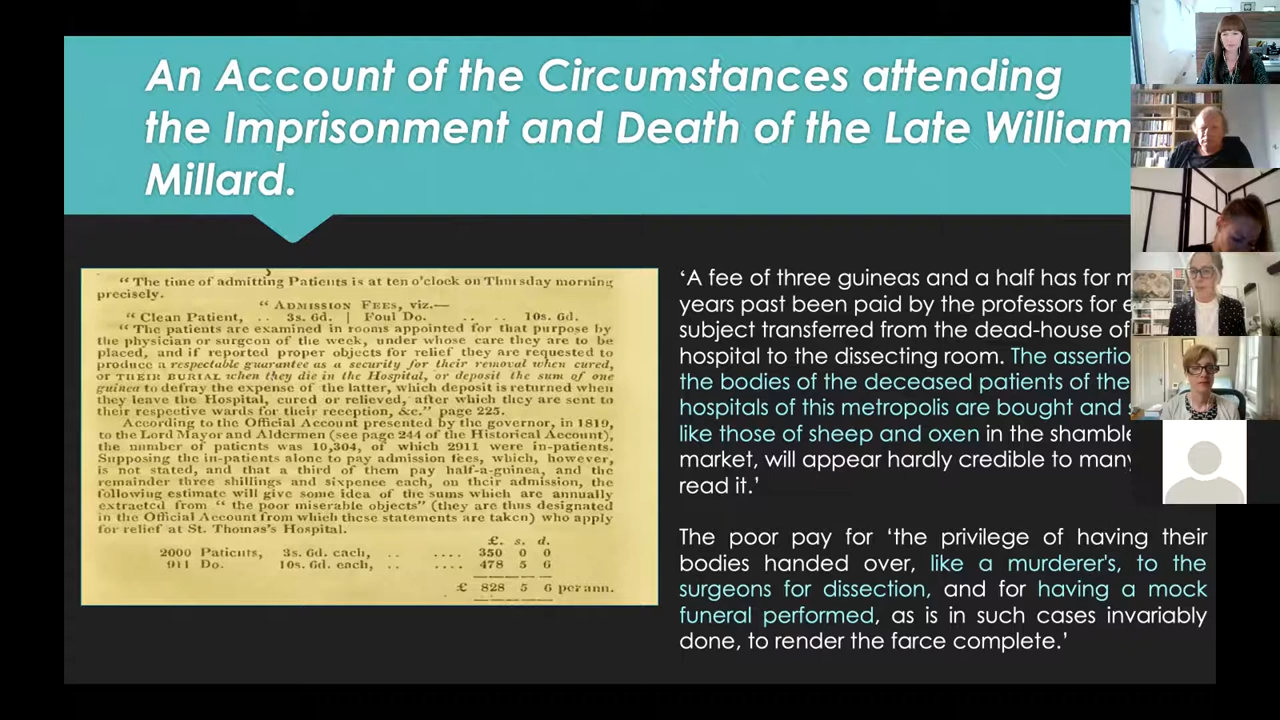 An Account of the Circumstances attending
the Imprisonment and Death of the Late William
Millard.
“ The time of admitting Patients is at ten o’clock on Thursday morning
precisely.
“ ADMISSION FEES, viz.—
“ Clean Patient, .. 3s. 6d. | Foul Do. .. .. .. 10s. 6d.
“ The patients are examined in rooms appointed for that purpose by
the physician or surgeon of the week, under whose care they are to be
placed, and if reported proper objects for relief they are requested to
produce a respectable guarantee as a security for their removal when cured,
or THEIR BURIAL when they die in the Hospital, or deposit the sum of one
guinea to defray the expense of the latter, which deposit is returned when
they leave the Hospital, cured or relieved, after which they are sent to
their respective wards for their reception, &c.” page 225.
According to the Official Account presented by the governor, in 1819,
to the Lord Mayor and Aldermen (see page 244 of the Historical Account),
the number of patients was 10,304, of which 2911 were in-patients.
Supposing the in-patients alone to pay admission fees, which, however,
is not stated, and that a third of them pay half-a-guinea, and the
remainder three shillings and sixpence each, on their admission, the
following estimate will give some idea of the sums which are annually
extracted from “ the poor miserable objects” (they are thus designated
in the Official Account from which these statements are taken) who apply
for relief at St. Thomas’s Hospital.
£. s. d.
2000 Patients, 3s. 6d. each, .. .... 350 0 0
911 Do. 10s. 6d. each, .. .... 478 5 6
£ 828 5 6 per ann.
‘A fee of three guineas and a half has for
years past been paid by the professors for
subject transferred from the dead-house of
hospital to the dissecting room. The
the bodies of the deceased patients of the
hospitals of this metropolis are bought and
like those of sheep and oxen in the
market, will appear hardly credible to
read it.’
The poor pay for ‘the privilege of having their
bodies handed over, like a murderer's, to the
surgeons for dissection, and for having a mock
funeral performed, as is in such cases invariably
done, to render the farce complete.’